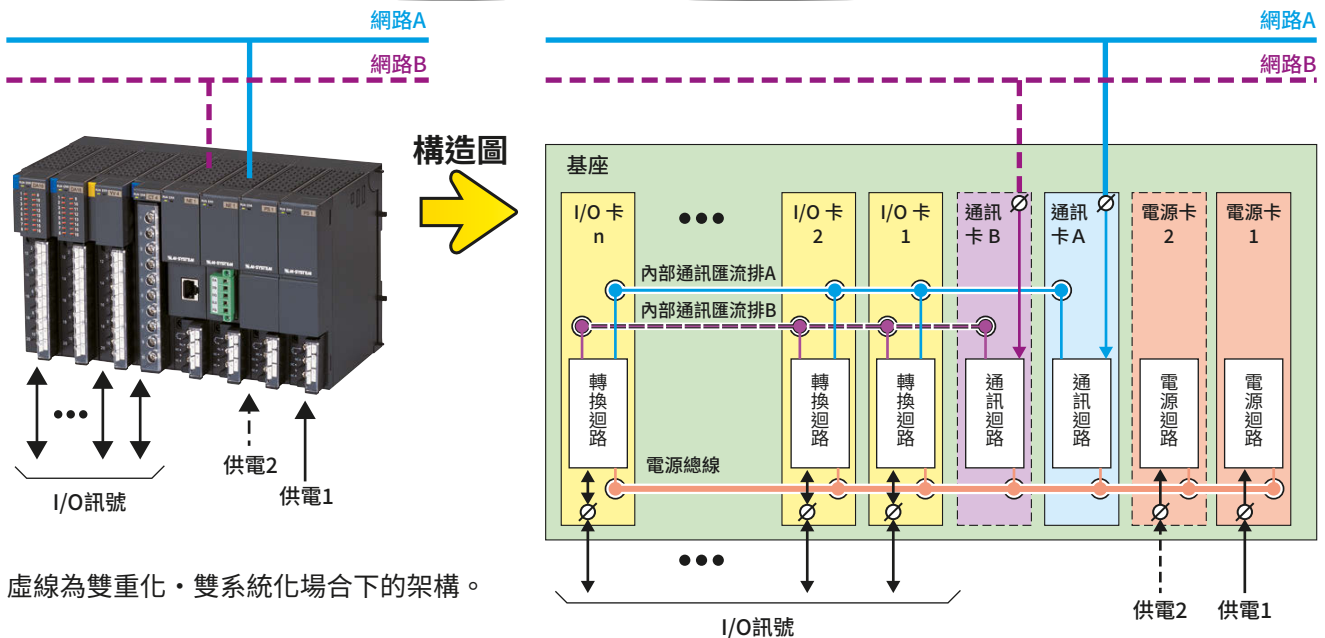 網路A
網路B
M-SYSTEM
M-SYSTEM
M-SYSTEM
M-SYSTEM
供電2
供電1
I/O訊號
構造圖
網路A
網路B
基座
I/O 卡
n
I/O 卡
2
I/O 卡
1
通訊
卡 B
通訊
卡A
電源卡
2
電源卡
1
內部通訊匯流排A
內部通訊匯流排B
轉換迴路
轉換迴路
轉換迴路
通訊迴路
通訊迴路
電源迴路
電源迴路
電源總線
I/O訊號
供電2
供電1
虛線為雙重化・雙系統化場合下的架構。